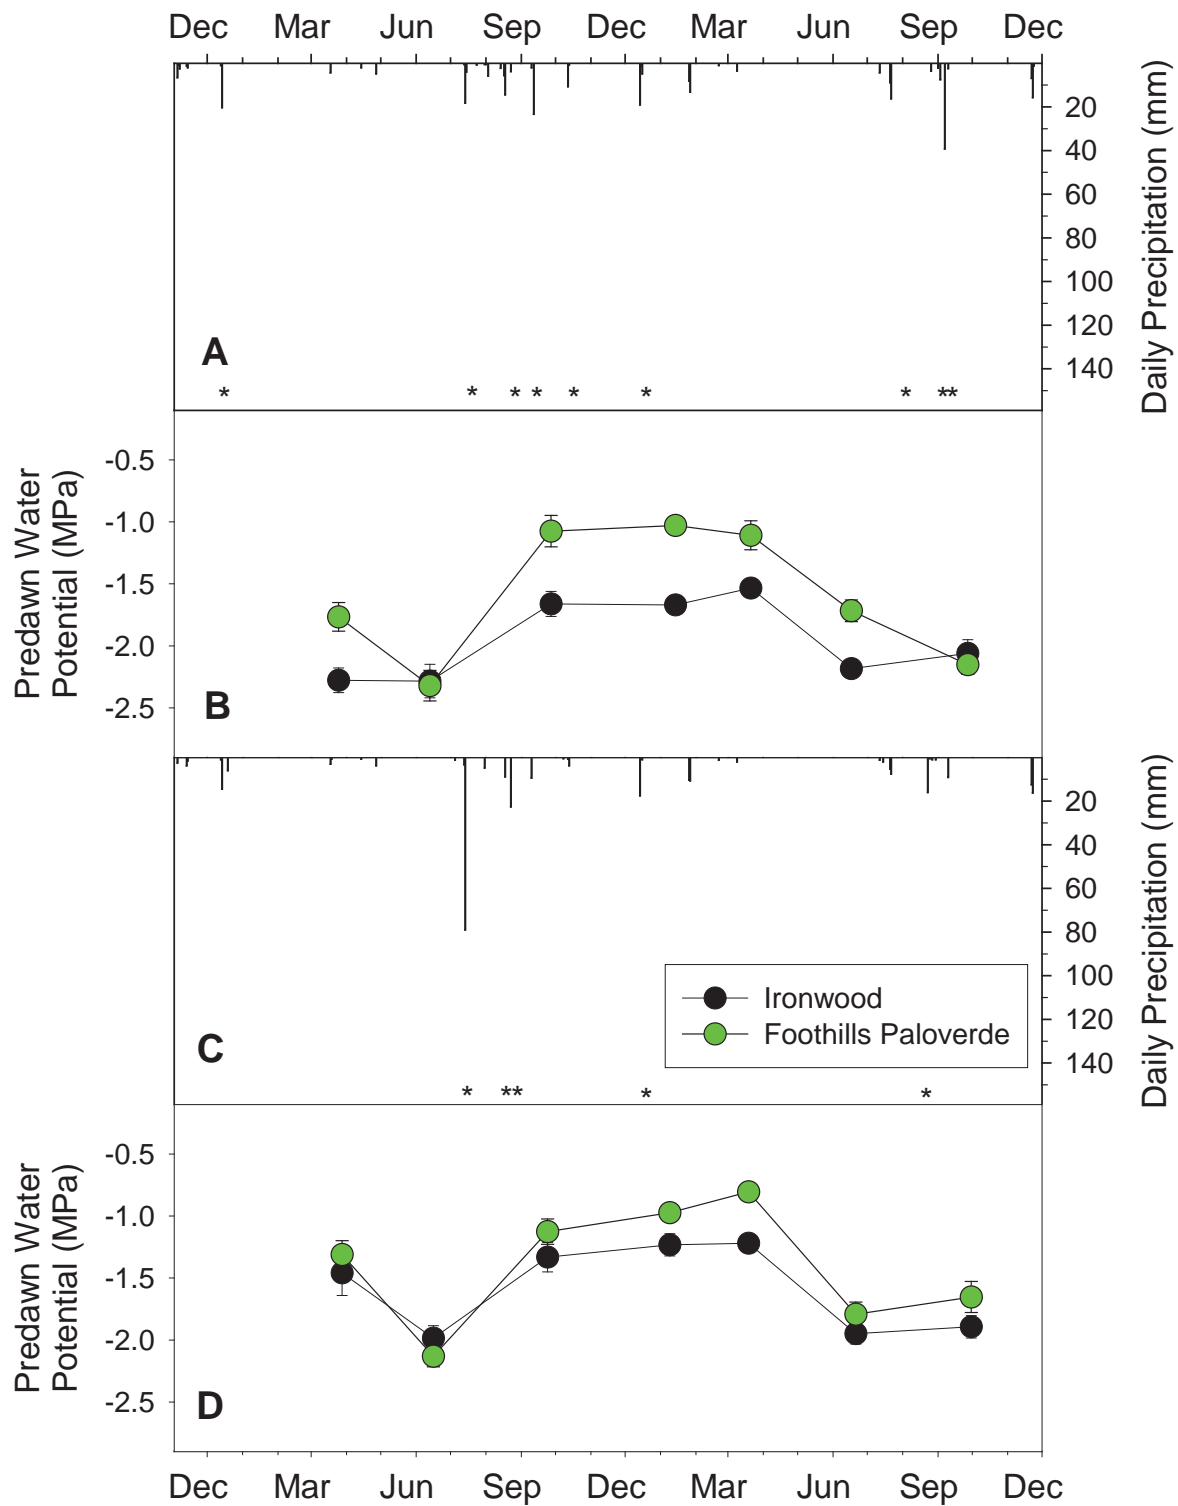 Dec Mar Jun Sep Dec Mar Jun Sep Dec
20
40
60
80
100
120
140
Daily Precipitation (mm)
A
* * * * * * * **
-0.5
-1.0
-1.5
-2.0
-2.5
Predawn Water
Potential (MPa)
B
20
40
60
80
100
120
140
Daily Precipitation (mm)
Ironwood
Foothills Paloverde
C
* ** * *
-0.5
-1.0
-1.5
-2.0
-2.5
Predawn Water
Potential (MPa)
D
Dec Mar Jun Sep Dec Mar Jun Sep Dec